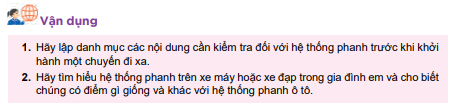 Vận dụng
1. Hãy lập danh mục các nội dung cần kiểm tra đối với hệ thống phanh trước khi khởi
hành một chuyến đi xa.
2. Hãy tìm hiểu hệ thống phanh trên xe máy hoặc xe đạp trong gia đình em và cho biết
chúng có điểm gì giống và khác với hệ thống phanh ô tô.